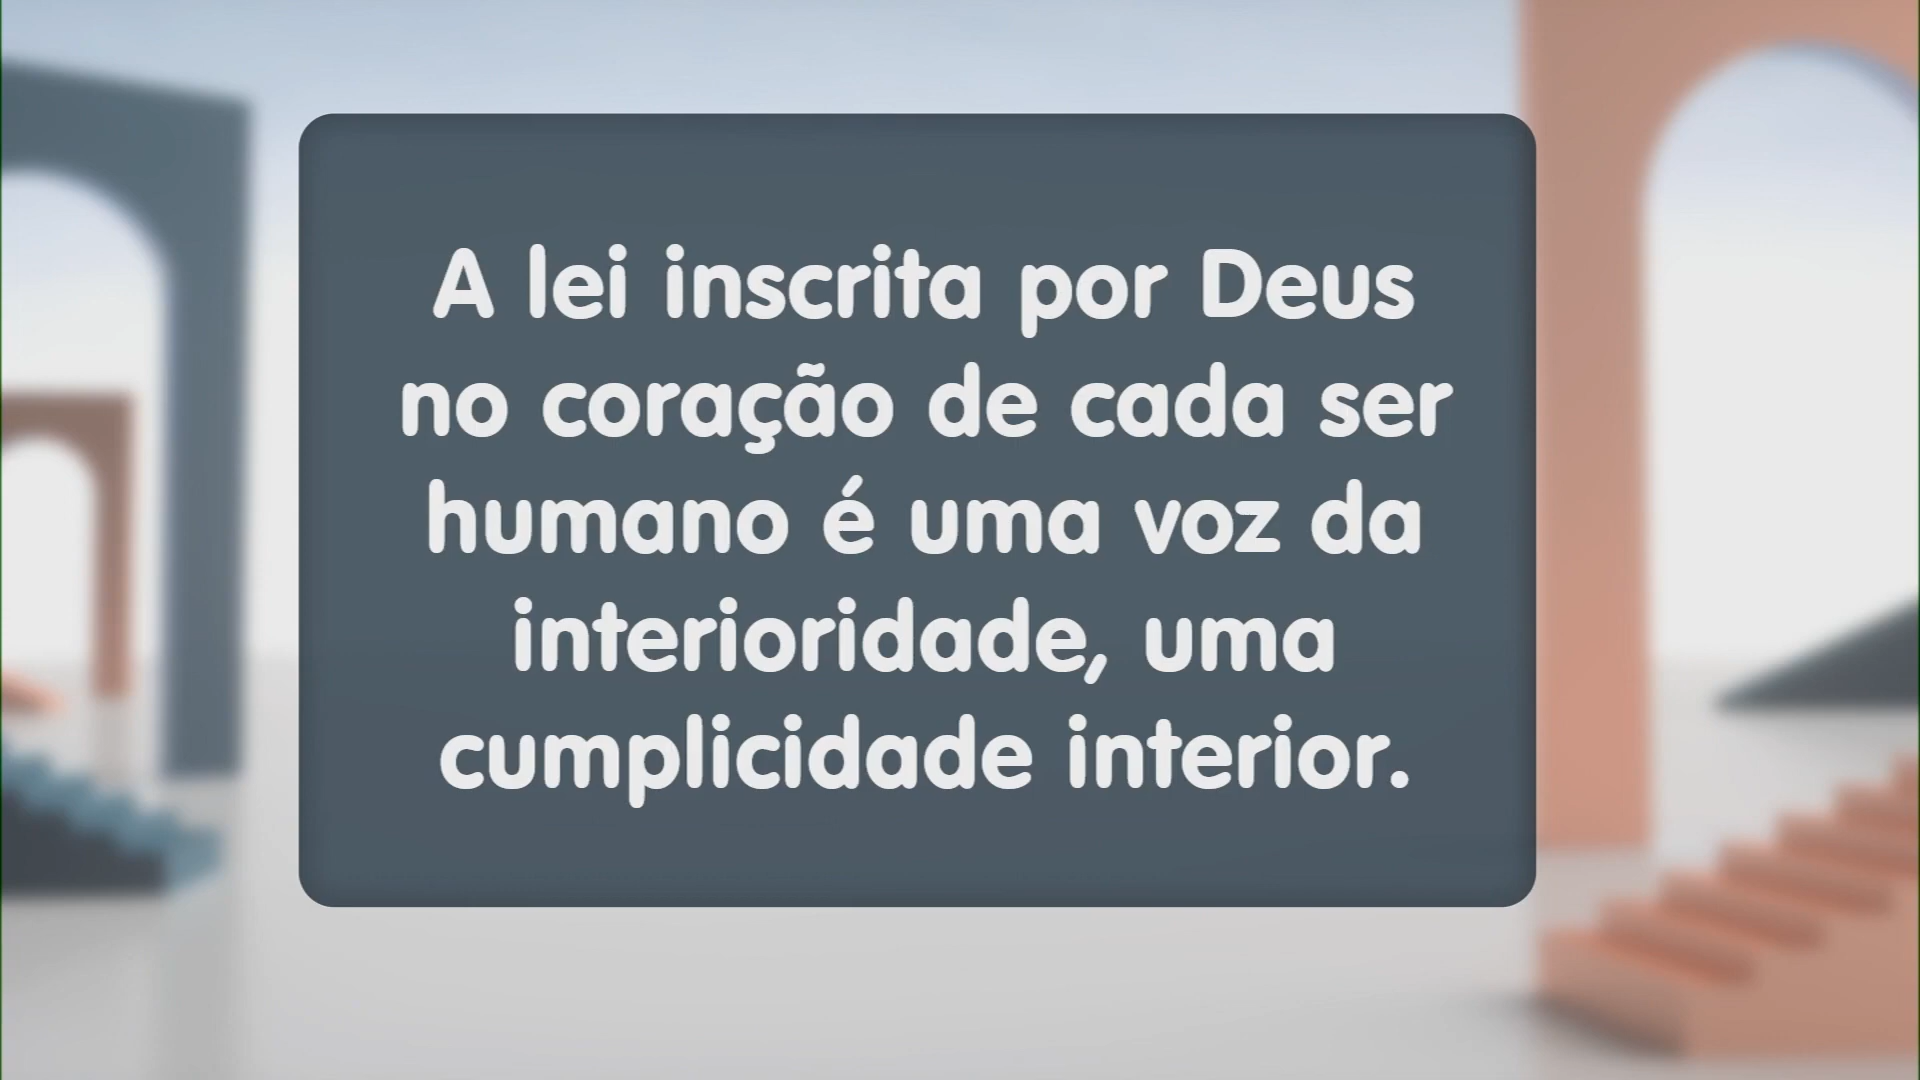 A lei inscrita por Deus
no coração de cada ser
humano é uma voz da
interioridade, uma
cumplicidade interior.